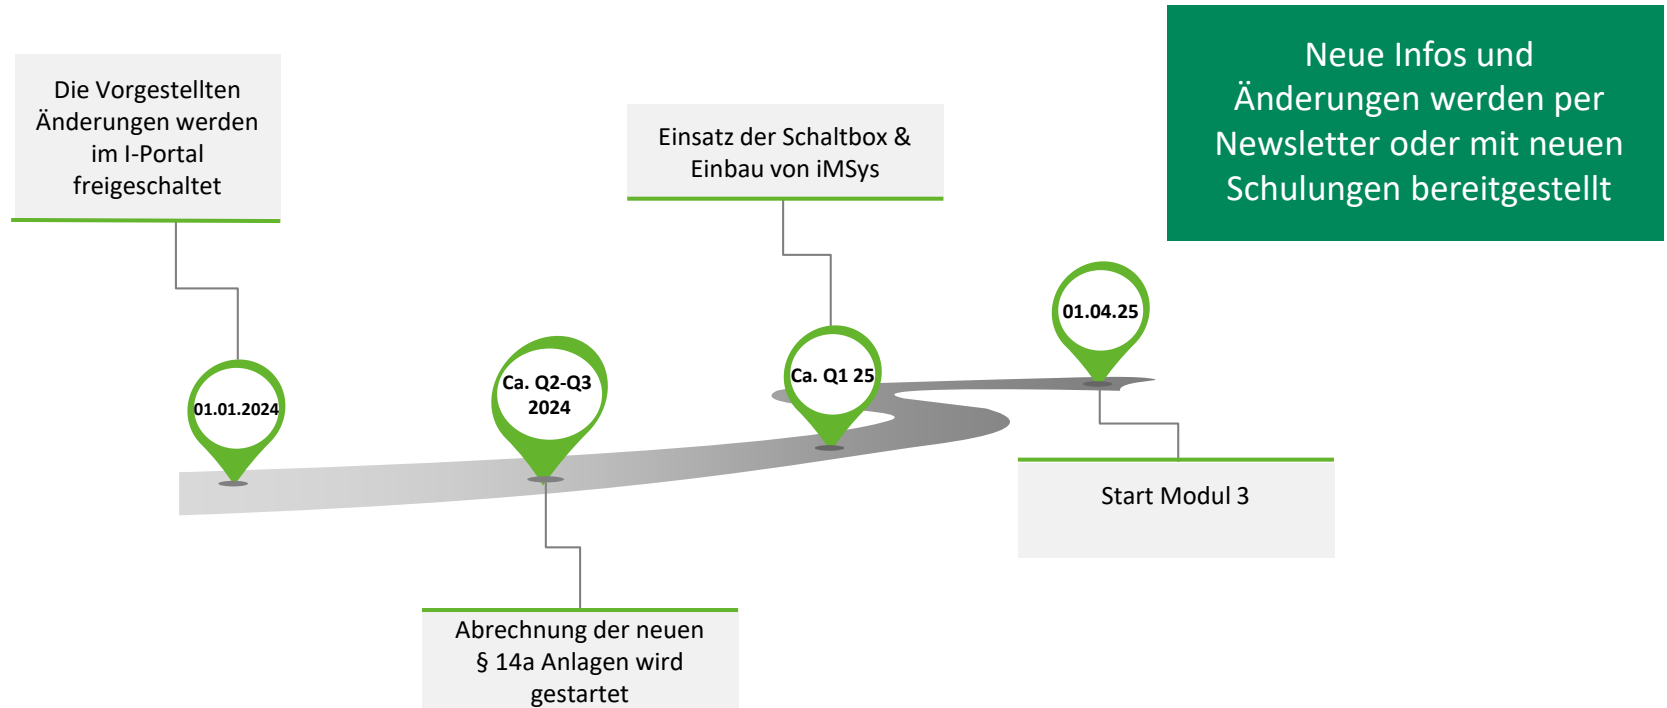 Neue Infos und
Änderungen werden per
Newsletter oder mit neuen
Schulungen bereitgestellt
Die Vorgestellten
Änderungen werden
im I-Portal
freigeschaltet
Einsatz der Schaltbox &
Einbau von iMSys
01.01.2024
Ca. Q2-Q3
2024
Ca. Q1 25
01.04.25
Start Modul 3
Abrechnung der neuen
§ 14a Anlagen wird
gestartet